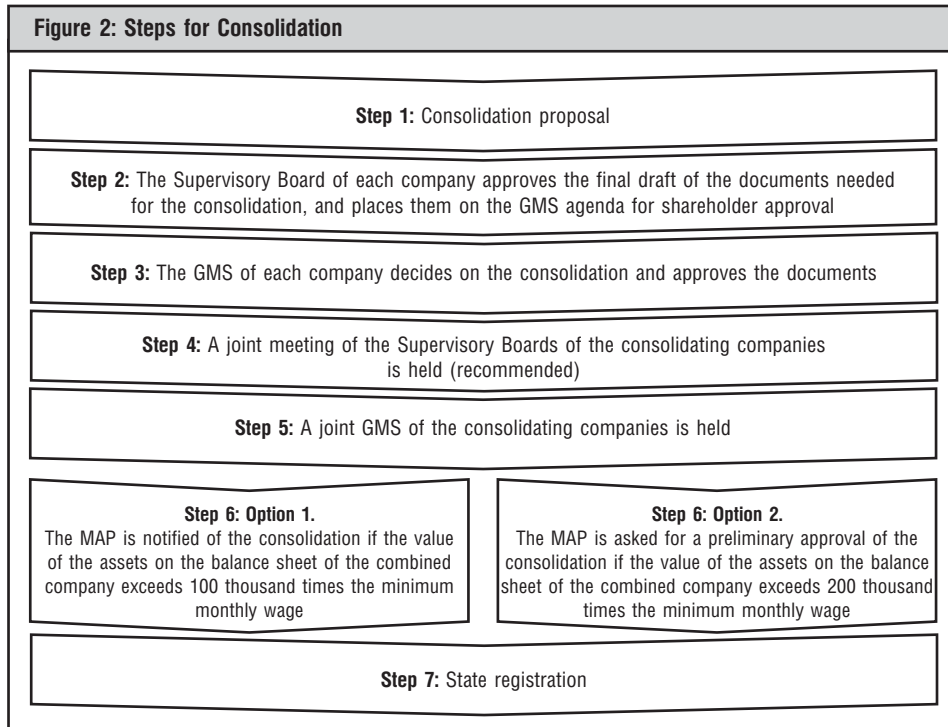 Figure 2: Steps for Consolidation
Step 1: Consolidation proposal
Step 2: The Supervisory Board of each company approves the final draft of the documents needed
for the consolidation, and places them on the GMS agenda for shareholder approval
Step 3: The GMS of each company decides on the consolidation and approves the documents
Step 4: A joint meeting of the Supervisory Boards of the consolidating companies
is held (recommended)
Step 5: A joint GMS of the consolidating companies is held
Step 6: Option 1.
The MAP is notified of the consolidation if the value
of the assets on the balance sheet of the combined
company exceeds 100 thousand times the minimum
monthly wage
Step 6: Option 2.
The MAP is asked for a preliminary approval of the
consolidation if the value of the assets on the balance
sheet of the combined company exceeds 200 thousand
times the minimum monthly wage
Step 7: State registration